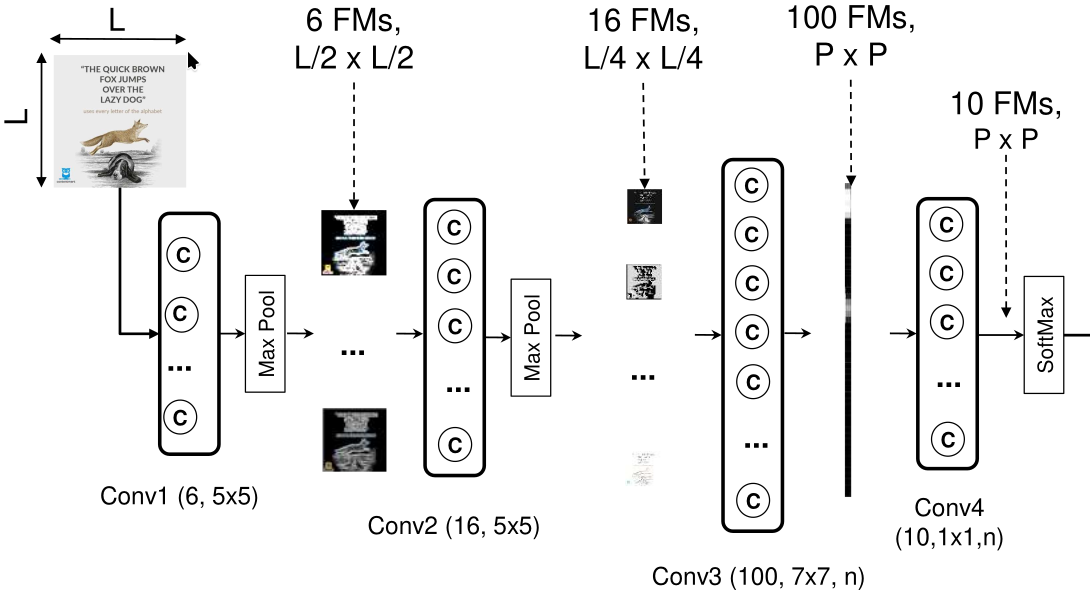 L
L
"THE QUICK BROWN
FOX JUMPS
OVER THE
LAZY DOG"
uses every letter of the alphabet
6 FMs,
L/2 x L/2
16 FMs,
L/4 x L/4
100 FMs,
P x P
10 FMs,
P x P
C
C
...
C
Max Pool
...
C
C
C
...
C
Max Pool
...
C
C
C
C
C
...
C
C
C
C
...
C
SoftMax
Conv1 (6, 5x5)
Conv2 (16, 5x5)
Conv3 (100, 7x7, n)
Conv4
(10,1x1,n)